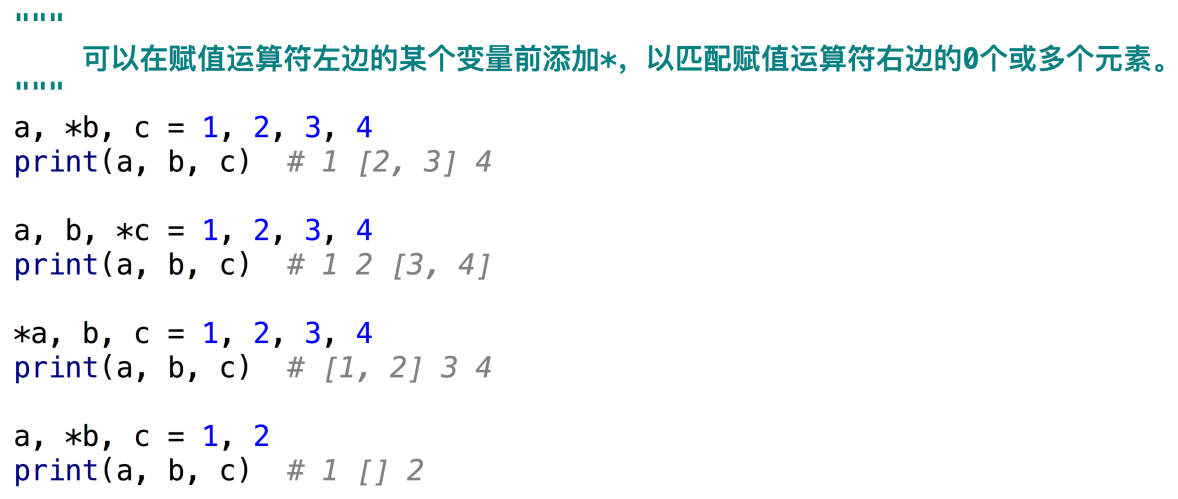 """
可以在赋值运算符左边的某个变量前添加*，以匹配赋值运算符右边的0个或多个元素。
"""
a, *b, c = 1, 2, 3, 4
print(a, b, c)  # 1 [2, 3] 4
a, b, *c = 1, 2, 3, 4
print(a, b, c)  # 1 2 [3, 4]
*a, b, c = 1, 2, 3, 4
print(a, b, c)  # [1, 2] 3 4
a, *b, c = 1, 2
print(a, b, c)  # 1 [] 2